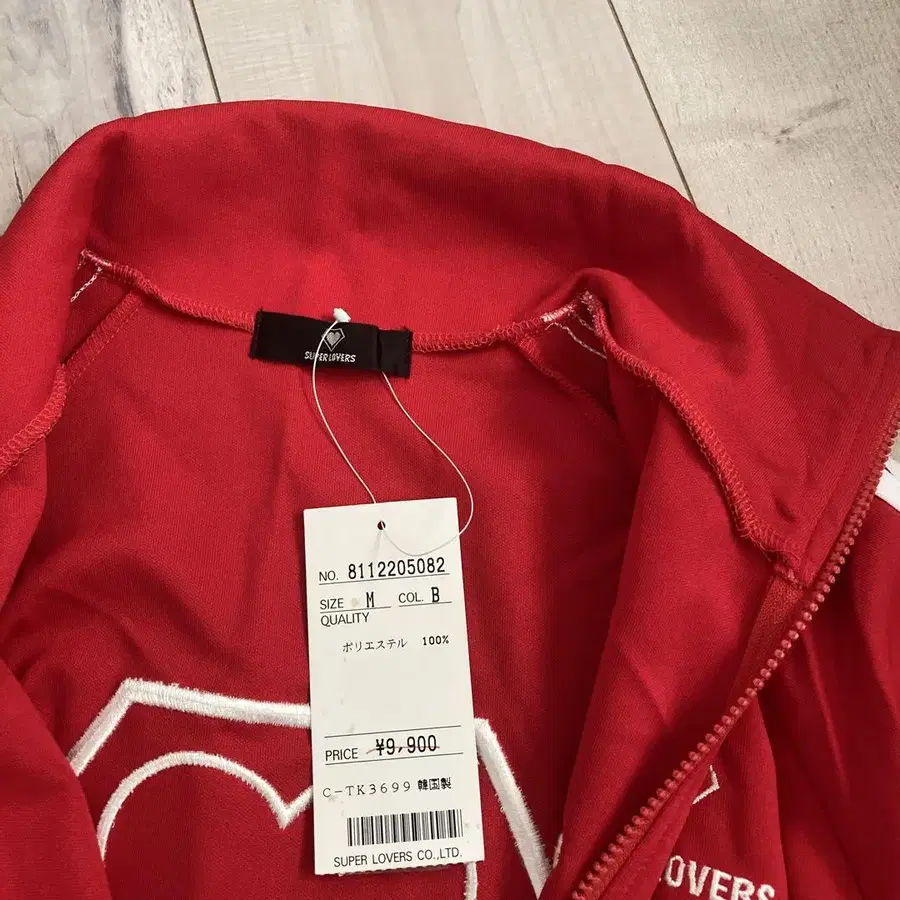 SUPER LOVERS
NO. 8112205082
SIZE M COL. B
QUALITY
ポリエステル 100%
PRICE ¥9,900
C-TK3699 韓国製
SUPER LOVERS CO.,LTD.
LOVERS